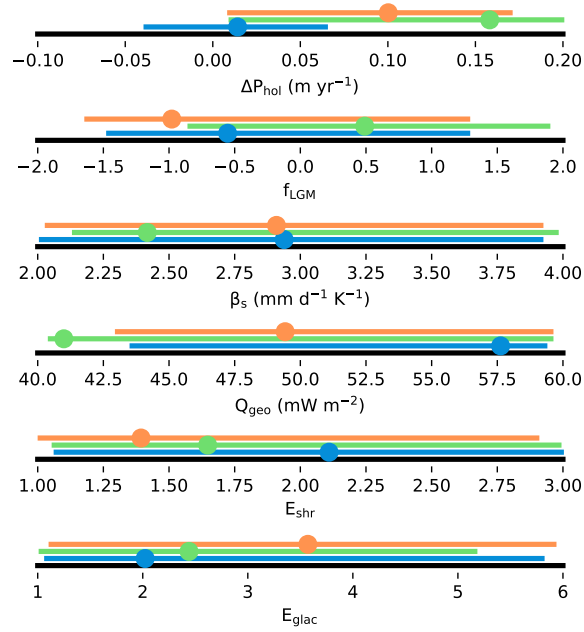 −0.10 −0.05 0.00 0.05 0.10 0.15 0.20
ΔP_hol (m yr⁻¹)
−2.0 −1.5 −1.0 −0.5 0.0 0.5 1.0 1.5 2.0
f_LGM
2.00 2.25 2.50 2.75 3.00 3.25 3.50 3.75 4.00
β_s (mm d⁻¹ K⁻¹)
40.0 42.5 45.0 47.5 50.0 52.5 55.0 57.5 60.0
Q_geo (mW m⁻²)
1.00 1.25 1.50 1.75 2.00 2.25 2.50 2.75 3.00
E_shr
1 2 3 4 5 6
E_glac